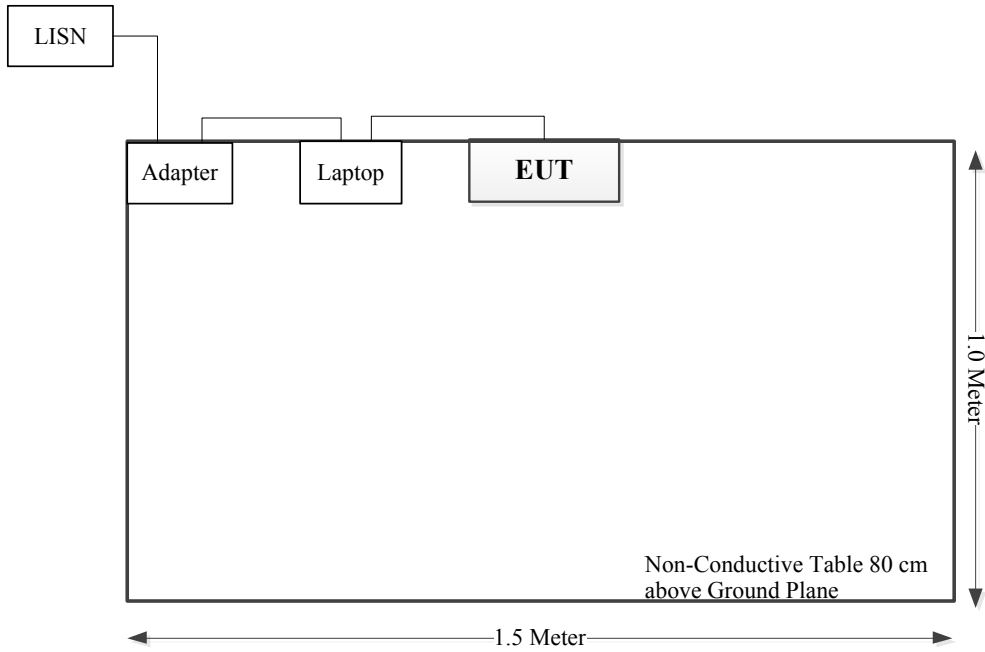 LISN
Adapter
Laptop
EUT
1.0 Meter
Non-Conductive Table 80 cm
above Ground Plane
1.5 Meter